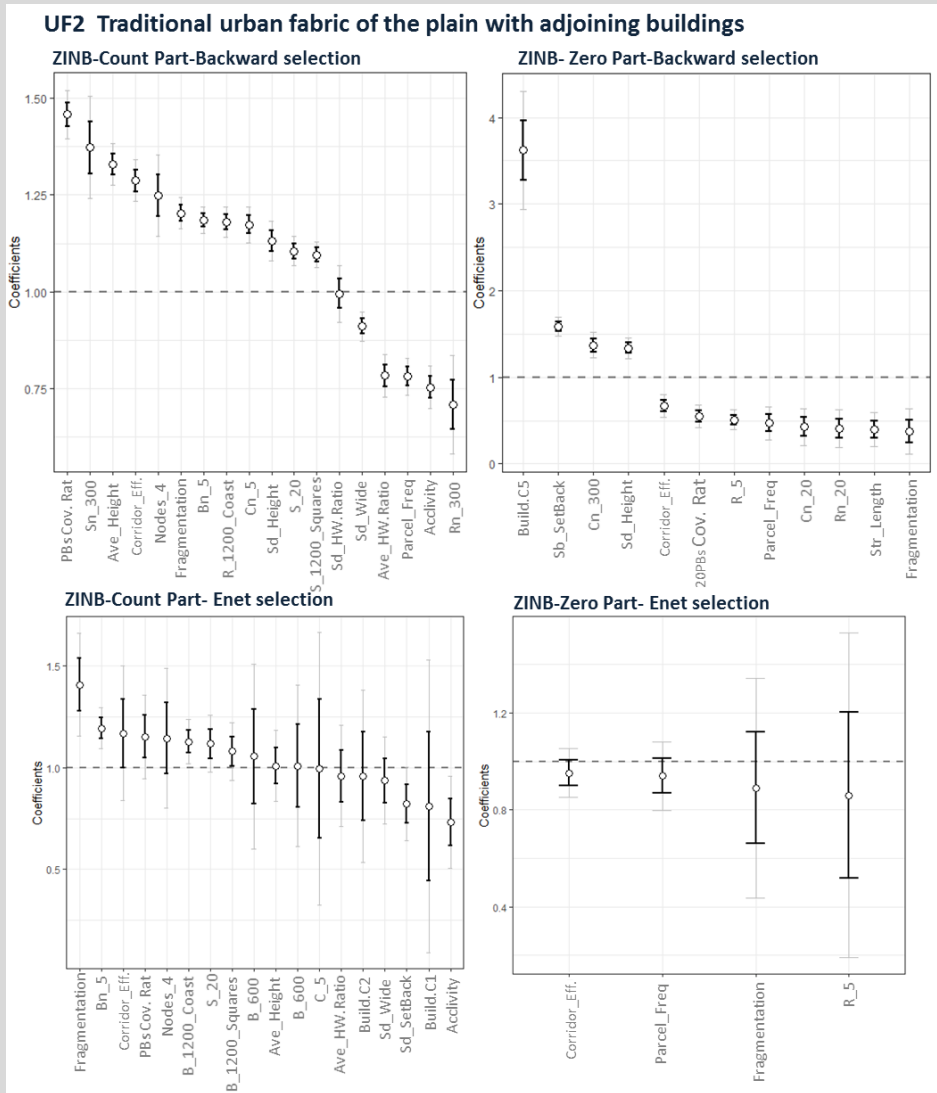 UF2 Traditional urban fabric of the plain with adjoining buildings
ZINB-Count Part-Backward selection
1.50
1.25
1.00
0.75
Coefficients
PBs Cov. Rat
Sn_300
Ave_Height
Corridor_Eff.
Nodes_4
Fragmentation
Bn_5
R_1200_Coast
Cn_5
Sd_Height
S_20
S_1200_Squares
Sd_HW.Ratio
Sd_Wide
Ave_HW.Ratio
Parcel_Freq
Acclivity
Rn_300
ZINB- Zero Part-Backward selection
4
3
2
1
0
Coefficients
Build.C5
Sb_SetBack
Cn_300
Sd_Height
Corridor_Eff.
20PBs Cov. Rat
R_5
Parcel_Freq
Cn_20
Rn_20
Str_Length
Fragmentation
ZINB-Count Part- Enet selection
1.5
1.0
0.5
Coefficients
Fragmentation
Bn_5
Corridor_Eff.
PBs Cov. Rat
Nodes_4
B_1200_Coast
S_20
B_1200_Squares
B_600
Ave_Height
B_600
C_5
Ave_HW.Ratio
Build.C2
Sd_Wide
Sd_SetBack
Build.C1
Acclivity
ZINB-Zero Part- Enet selection
1.2
0.8
0.4
Coefficients
Corridor_Eff.
Parcel_Freq
Fragmentation
R_5